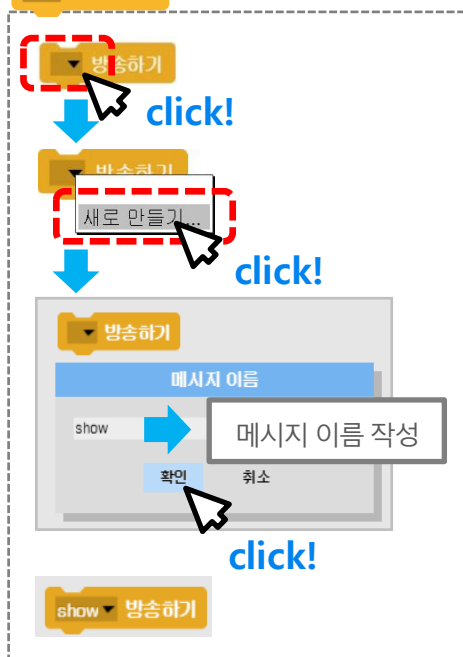 방송하기
click!
방송하기
새로 만들기...
click!
방송하기
메시지 이름
show
메시지 이름 작성
확인 취소
click!
show 방송하기